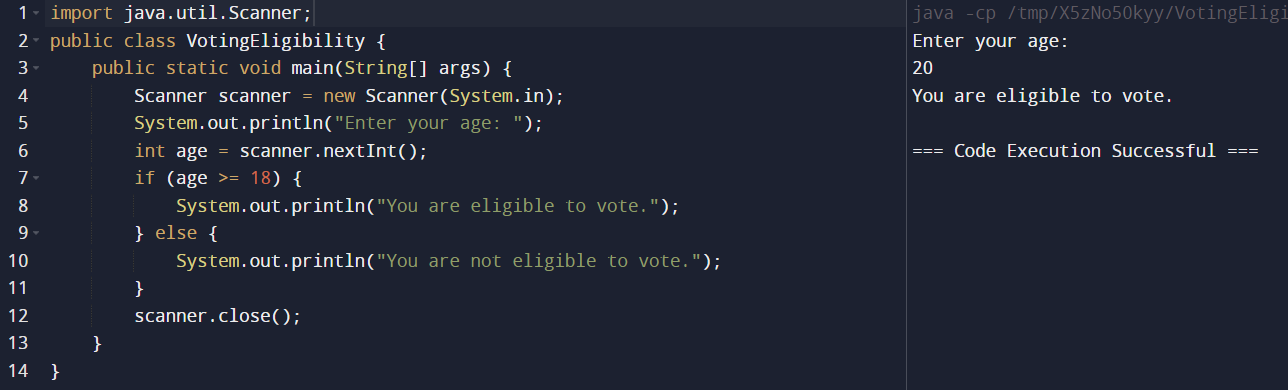 1 import java.util.Scanner;
2 public class VotingEligibility {
3     public static void main(String[] args) {
4         Scanner scanner = new Scanner(System.in);
5         System.out.println("Enter your age: ");
6         int age = scanner.nextInt();
7         if (age >= 18) {
8             System.out.println("You are eligible to vote.");
9         } else {
10             System.out.println("You are not eligible to vote.");
11         }
12         scanner.close();
13     }
14 }
java -cp /tmp/X5zNo50kyy/VotingEligi
Enter your age:
20
You are eligible to vote.
=== Code Execution Successful ===